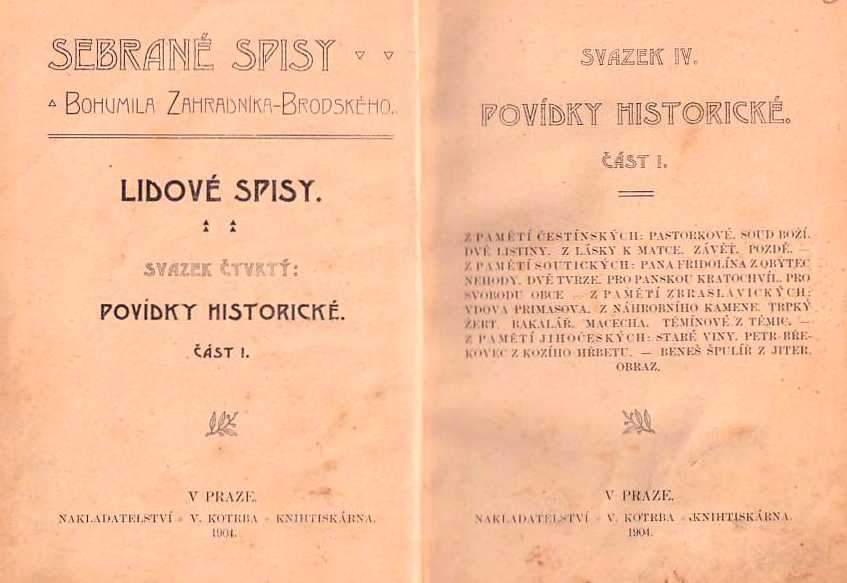 SEBRANÉ SPISY
BOHUMILA ZAHRADNÍKA-BRODSKÉHO.
LIDOVÉ SPISY.
SVAZEK ČTVRTÝ:
POVÍDKY HISTORICKÉ.
ČÁST I.
V PRAZE.
NAKLADATELSTVÍ - V. KOTRBA - KNIHTISKÁRNA.
1904.
SVAZEK IV.
POVÍDKY HISTORICKÉ.
ČÁST I.
Z PAMĚTÍ ČESTÍNSKÝCH: PASTORKOVÉ. SOUD BOŽÍ.
DVĚ LISTINY. Z LÁSKY K MATCE. ZÁVĚŤ. POZDĚ. —
Z PAMĚTÍ SOUTICKÝCH: PANA FRIDOLÍNA Z OBYTEC
NEHODY. DVĚ TVRZE. PRO PANSKOU KRATOCHVÍL. PRO
SVOBODU OBCE — Z PAMĚTÍ ZBRASLAVICKÝCH:
VDOVA PRIMASOVA. Z NÁHROBNÍHO KAMENE. TRPKÝ
ŽERT. BAKALÁŘ. MACECHA. TĚMÍNOVÉ Z TĚMIC. —
Z PAMĚTÍ JIHOČESKÝCH: STARÉ VINY. PETR BŘE-
KOVEC Z KOZÍHO HŘBETU. — BENEŠ ŠPULÍŘ Z JITER.
OBRAZ.
V PRAZE.
NAKLADATELSTVÍ - V. KOTRBA - KNIHTISKÁRNA.
1904.